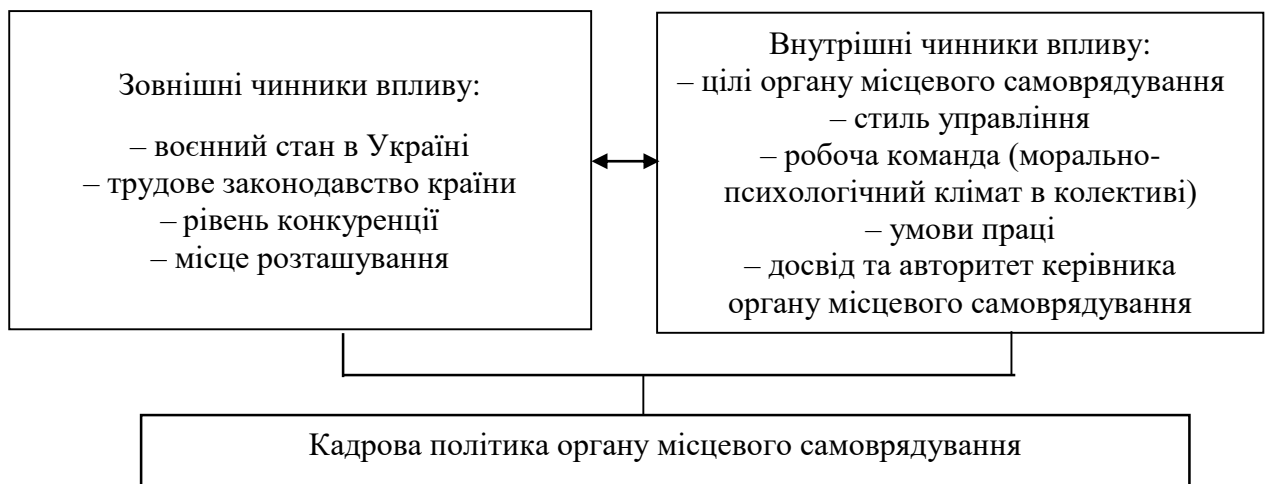 Зовнішні чинники впливу:
– воєнний стан в Україні
– трудове законодавство країни
– рівень конкуренції
– місце розташування
Внутрішні чинники впливу:
– цілі органу місцевого самоврядування
– стиль управління
– робоча команда (морально-
психологічний клімат в колективі)
– умови праці
– досвід та авторитет керівника
органу місцевого самоврядування
Кадрова політика органу місцевого самоврядування